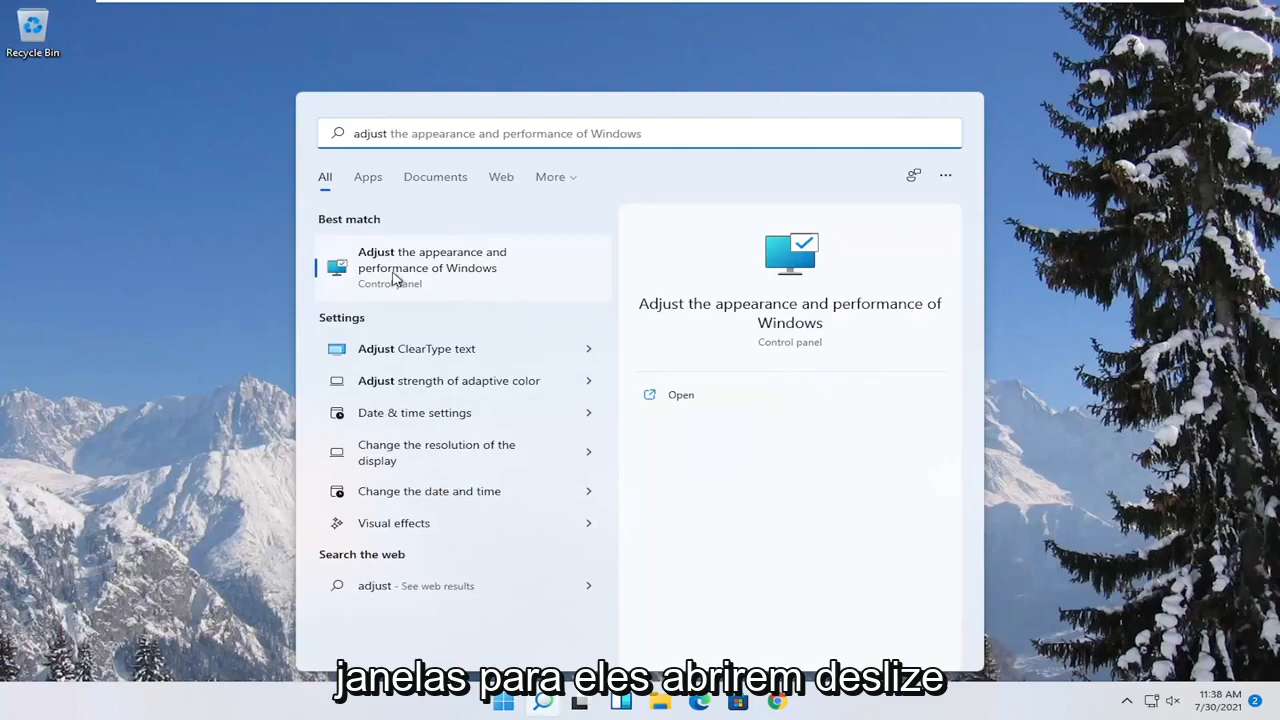 Recycle Bin
adjust the appearance and performance of Windows
All
Apps
Documents
Web
More
Best match
Adjust the appearance and
performance of Windows
Control panel
Settings
Adjust ClearType text
Adjust strength of adaptive color
Date & time settings
Change the resolution of the
display
Change the date and time
Visual effects
Search the web
adjust - See web results
Adjust the appearance and performance of
Windows
Control panel
Open
janelas para eles abrirem deslize
11:38 AM
7/30/2021
2